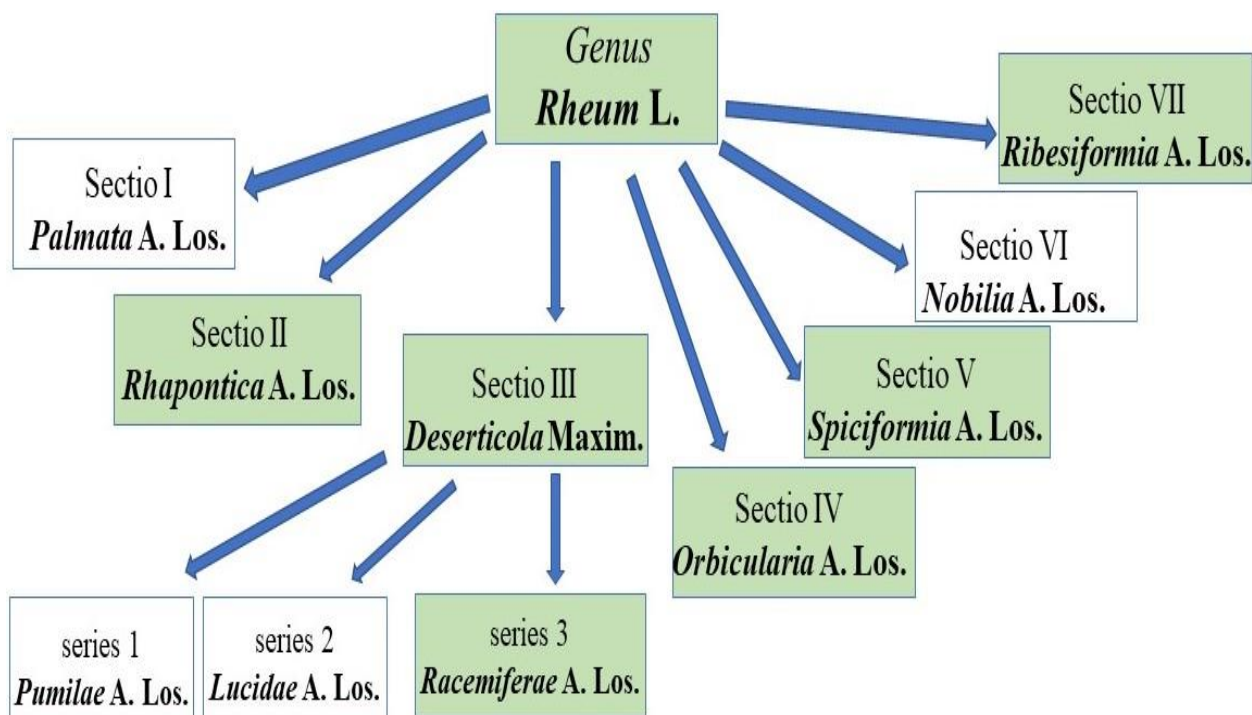 Genus
Rheum L.
Sectio I
Palmata A. Los.
Sectio II
Rhapontica A. Los.
Sectio III
Deserticola Maxim.
Sectio IV
Orbicularia A. Los.
Sectio V
Spiciformia A. Los.
Sectio VI
Nobilia A. Los.
Sectio VII
Ribesiformia A. Los.
series 1
Pumilae A. Los.
series 2
Lucidae A. Los.
series 3
Racemiferae A. Los.